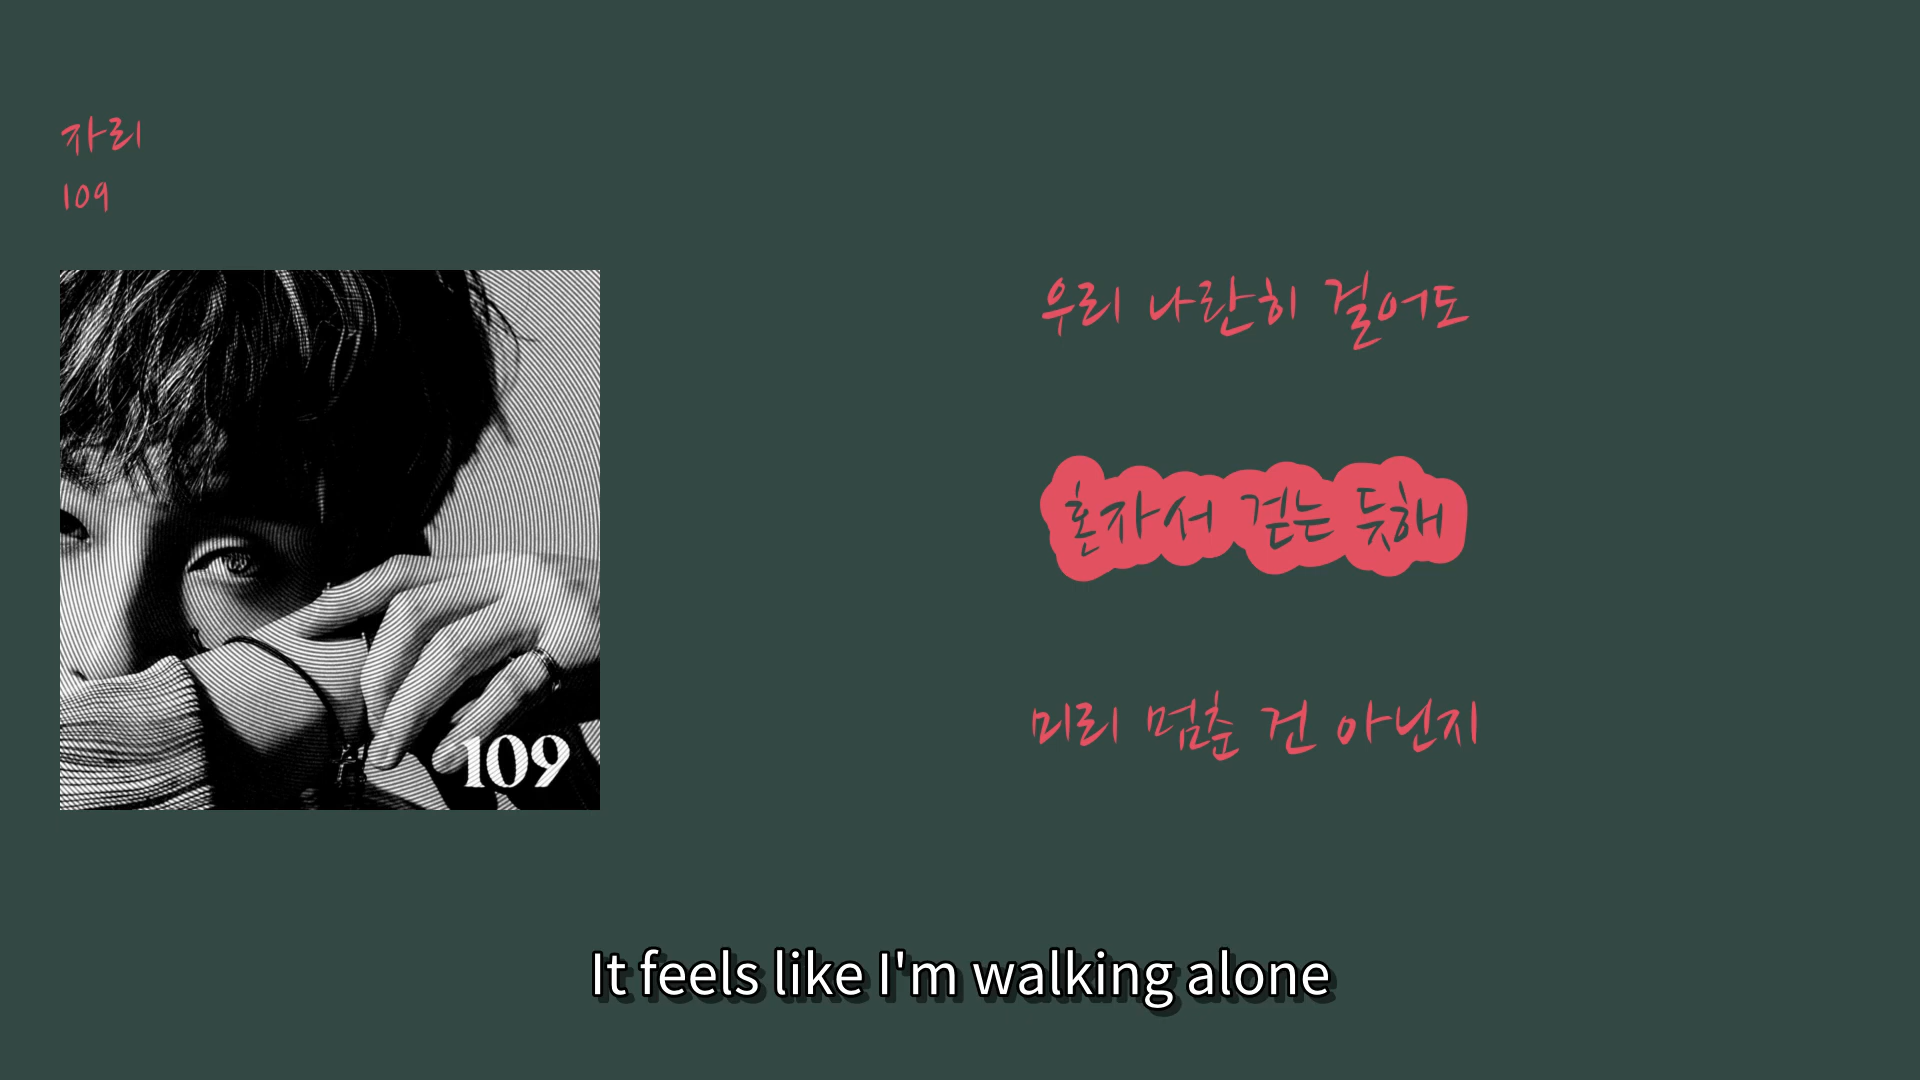 자리
109
109
우리 나란히 걸어도
혼자서 걷는 듯해
미리 멈춘 건 아닌지
It feels like I'm walking alone